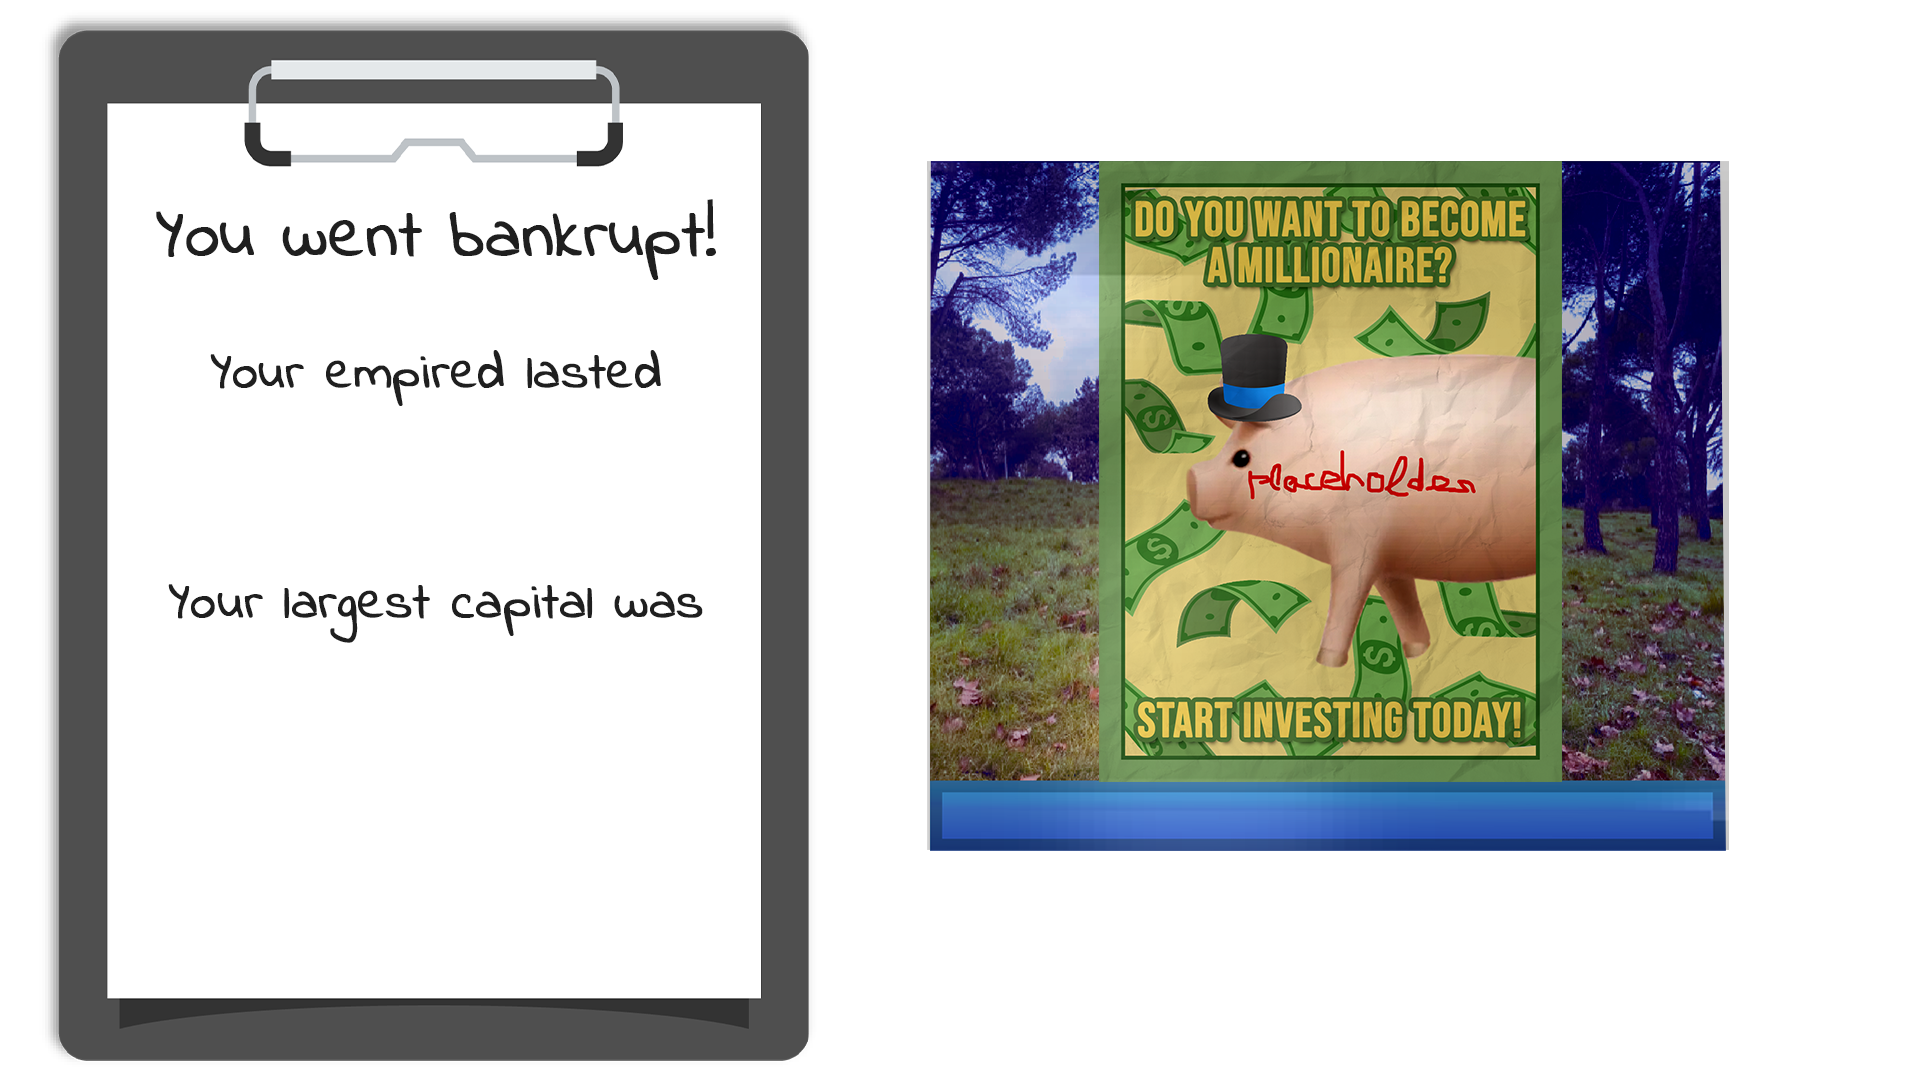 You went bankrupt!
Your empired lasted
Your largest capital was
DO YOU WANT TO BECOME
A MILLIONAIRE?
placeholder
START INVESTING TODAY!